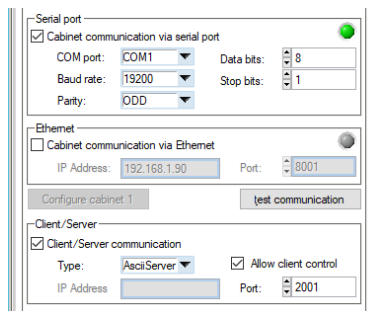 Serial port
Cabinet communication via serial port
COM port: COM1 Data bits: 8
Baud rate: 19200 Stop bits: 1
Parity: ODD
Ethernet
Cabinet communication via Ethernet
IP Address: 192.168.1.90 Port: 8001
Configure cabinet 1 test communication
Client/Server
Client/Server communication
Type: AsciiServer Allow client control
IP Address Port: 2001